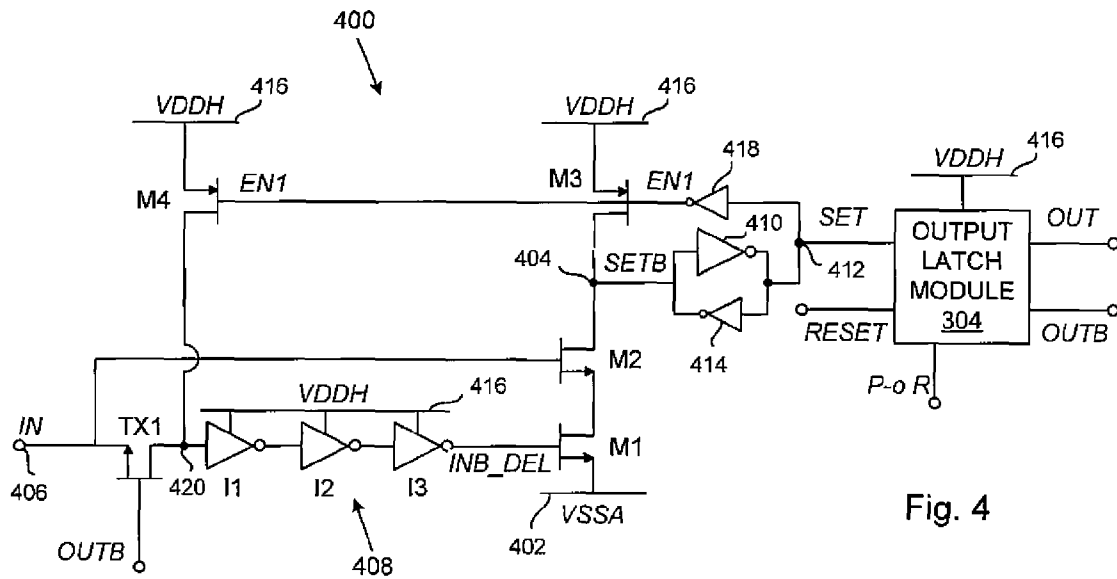 400
VDDH
416
VDDH
416
M4
EN1
M3
EN1
418
VDDH
416
410
SET
OUT
404
SETB
412
OUTPUT
LATCH
MODULE
304
RESET
OUTB
414
P-o R
M2
VDDH
416
IN
TX1
406
420
I1
I2
I3
INB_DEL
M1
408
402
VSSA
OUTB
Fig. 4